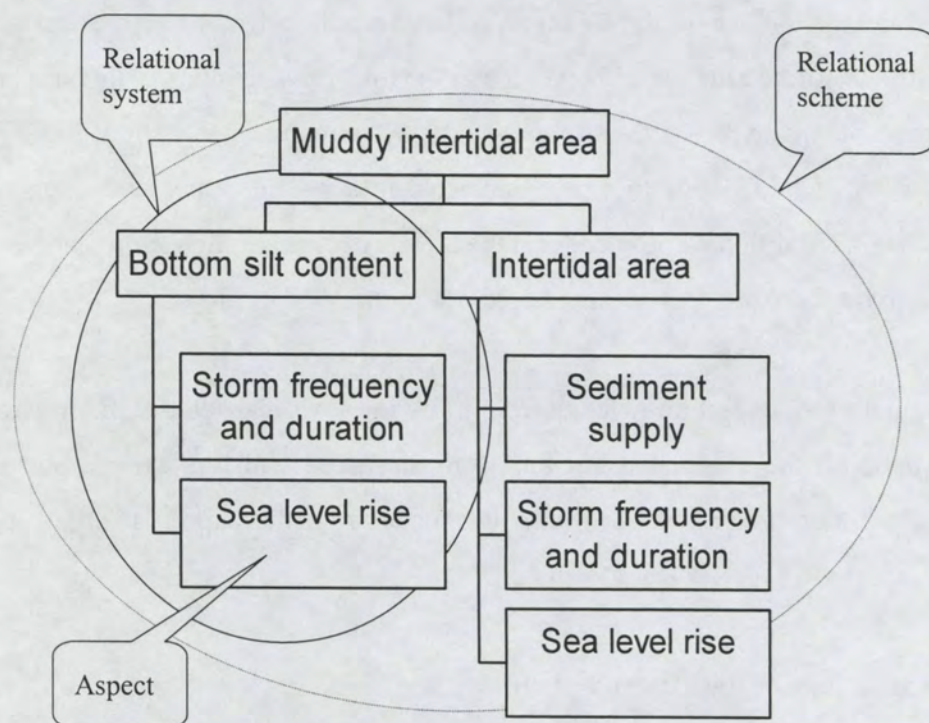 Relational
system
Relational
scheme
Muddy intertidal area
Bottom silt content
Intertidal area
Storm frequency
and duration
Sea level rise
Sediment
supply
Storm frequency
and duration
Sea level rise
Aspect